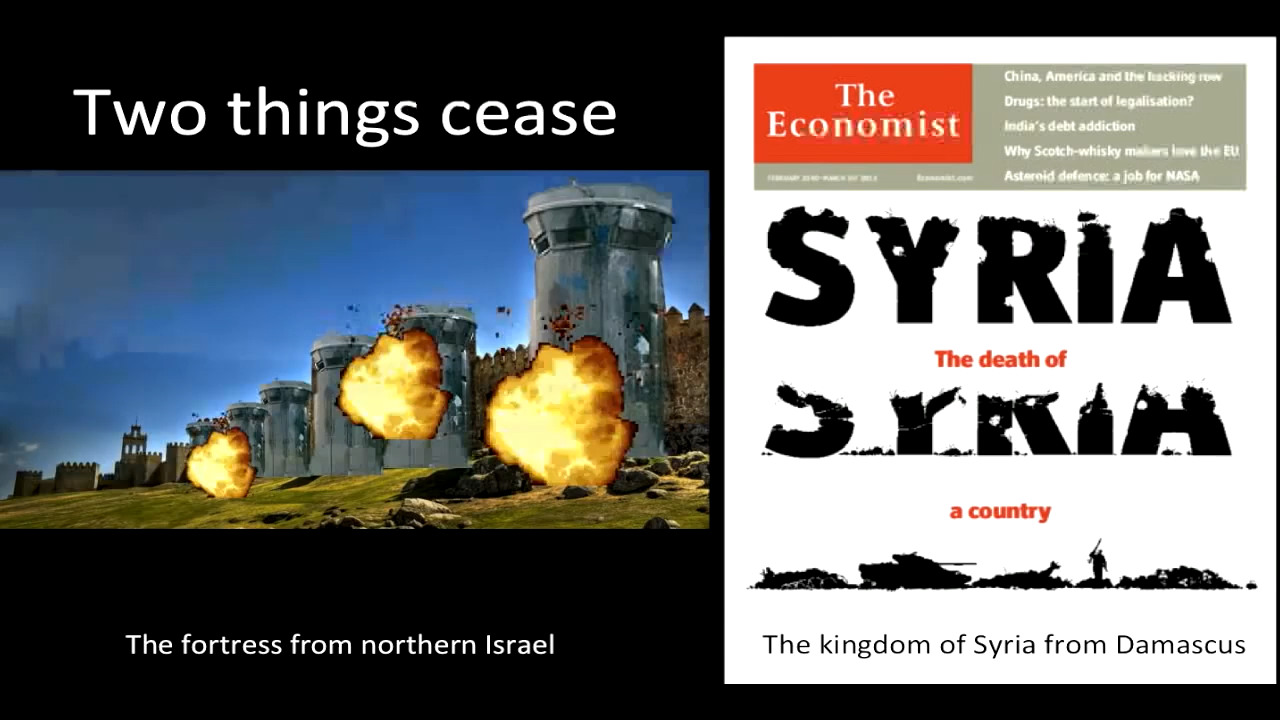 Two things cease
The fortress from northern Israel
The
Economist
China, America and the hacking row
Drugs: the start of legalisation?
India's debt addiction
Why Scotch-whisky makers love the EU
Asteroid defence: a job for NASA
Economist.com
SYRIA
The death of
SYRIA
a country
The kingdom of Syria from Damascus